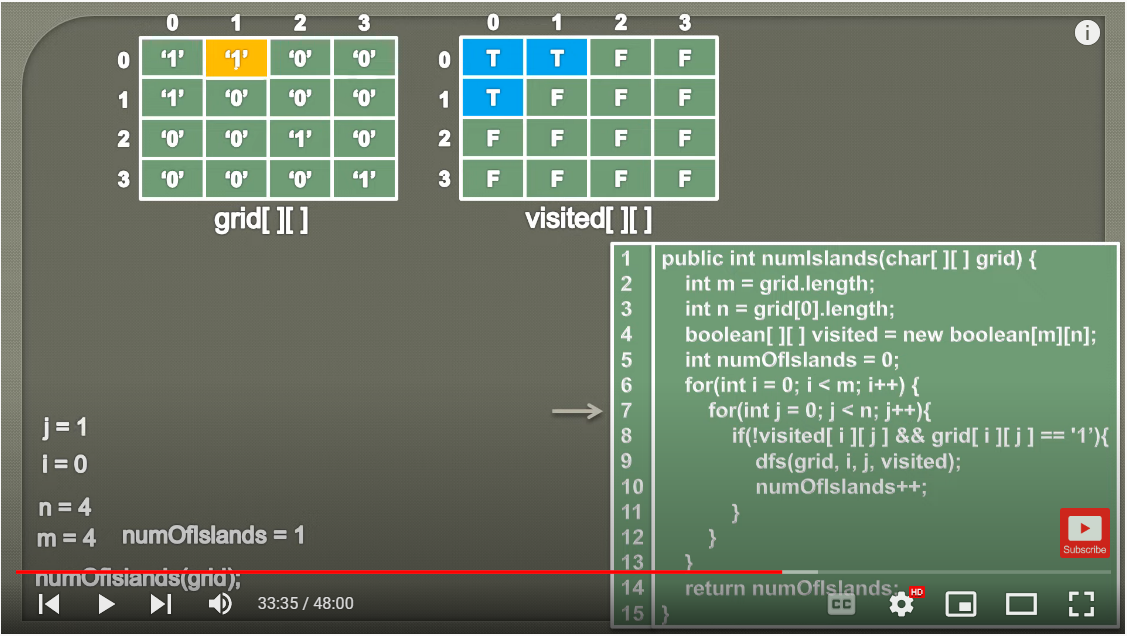 0 1 2 3
0 ‘1’ ‘1’ ‘0’ ‘0’
1 ‘1’ ‘0’ ‘0’ ‘0’
2 ‘0’ ‘0’ ‘1’ ‘0’
3 ‘0’ ‘0’ ‘0’ ‘1’
grid[ ][ ]
0 1 2 3
0 T T F F
1 T F F F
2 F F F F
3 F F F F
visited[ ][ ]
i
1 public int numIslands(char[ ][ ] grid) {
2 int m = grid.length;
3 int n = grid[0].length;
4 boolean[ ][ ] visited = new boolean[m][n];
5 int numOfIslands = 0;
6 for(int i = 0; i < m; i++) {
7 for(int j = 0; j < n; j++){
8 if(!visited[ i ][ j ] && grid[ i ][ j ] == '1’){
9 dfs(grid, i, j, visited);
10 numOfIslands++;
11 }
12 }
13 }
14 return numOfIslands;
15 }
j = 1
i = 0
n = 4
m = 4 numOfIslands = 1
numOfIslands(grid);
Subscribe
33:35 / 48:00
CC
HD